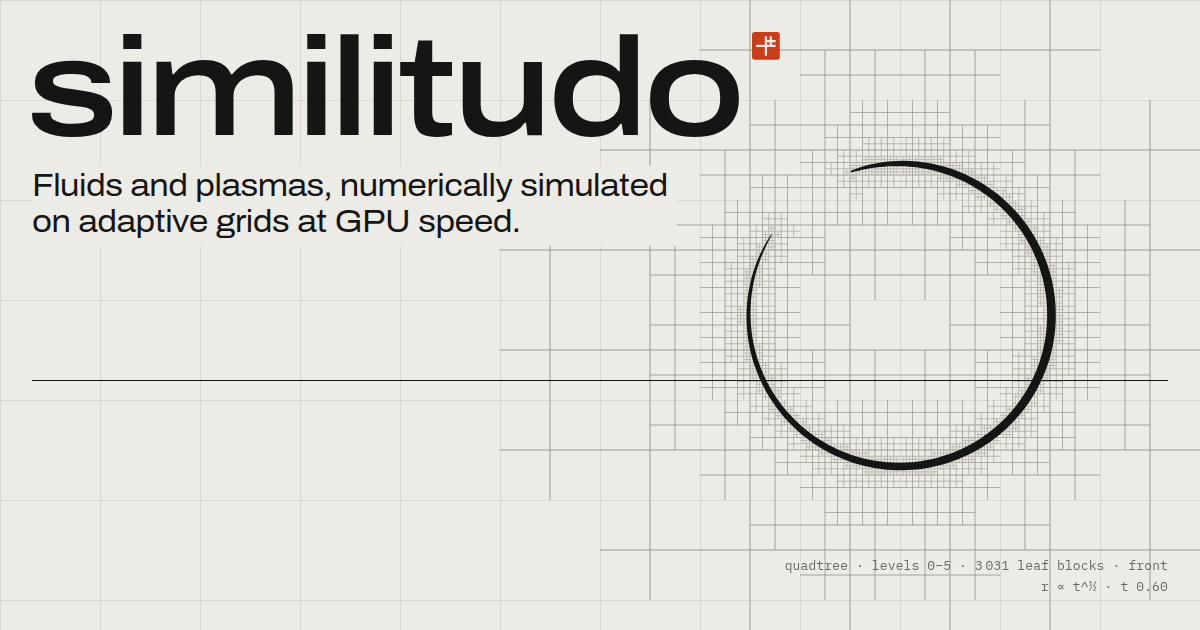 similitudo
Fluids and plasmas, numerically simulated
on adaptive grids at GPU speed.
quadtree · levels 0–5 · 3 031 leaf blocks · front
r ∝ t^½ · t 0.60